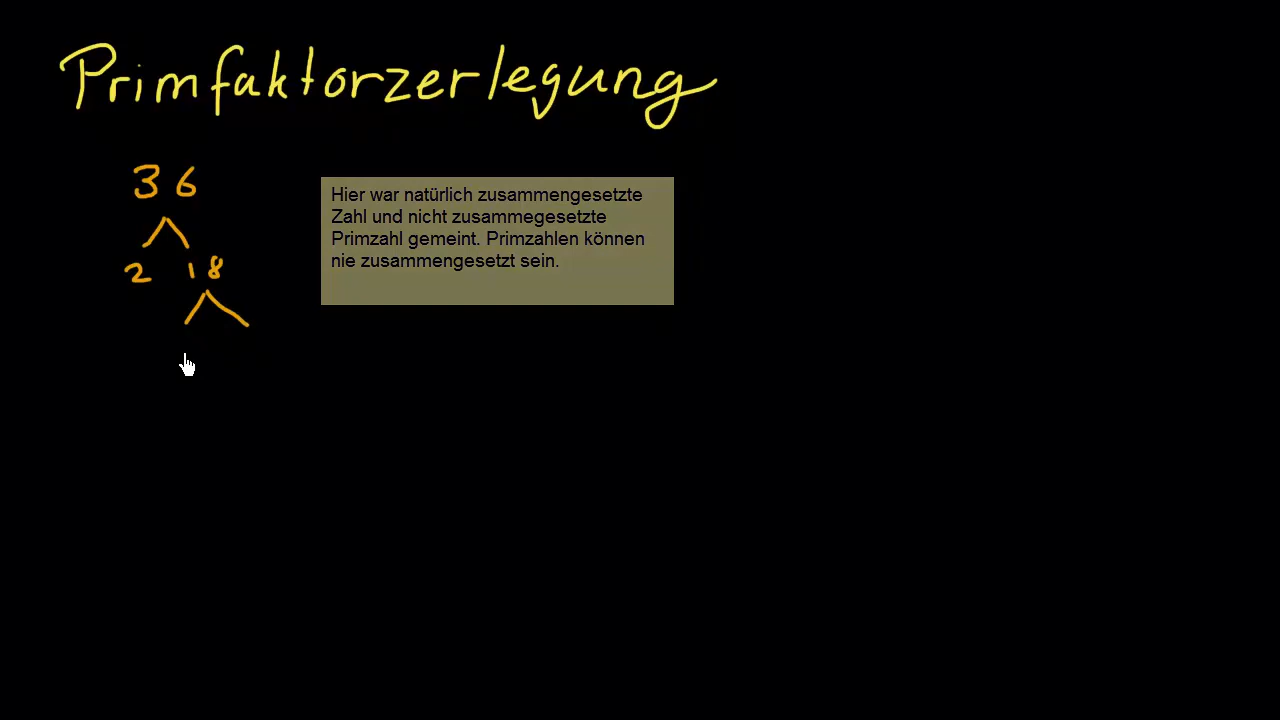 Primfaktorzerlegung
36
2 18
Hier war natürlich zusammengesetzte
Zahl und nicht zusammegesetzte
Primzahl gemeint. Primzahlen können
nie zusammengesetzt sein.